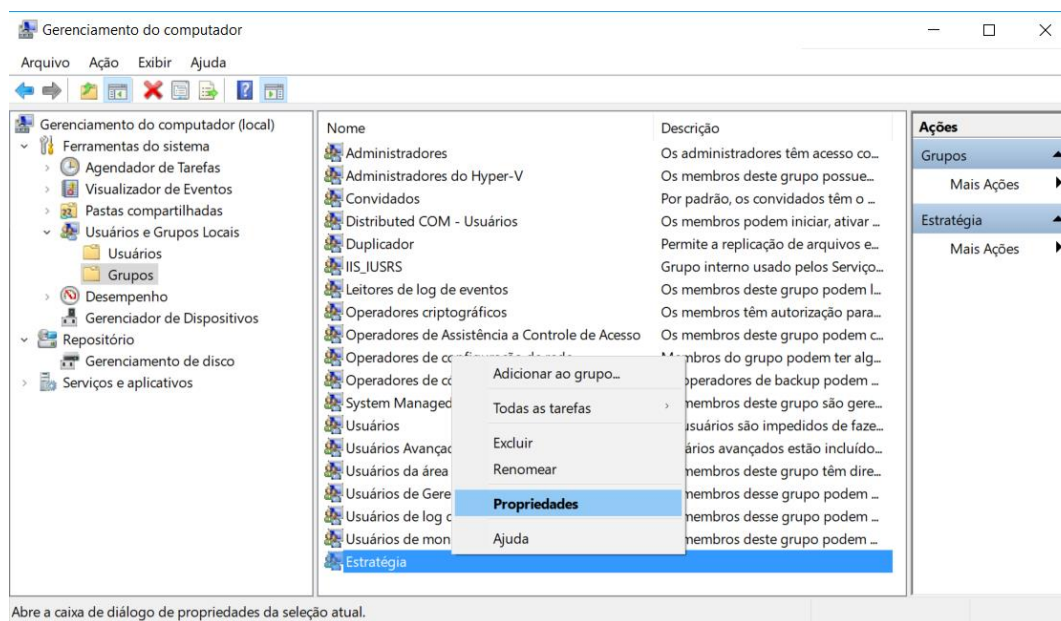 Gerenciamento do computador
Arquivo Ação Exibir Ajuda
Gerenciamento do computador (local)
Ferramentas do sistema
Agendador de Tarefas
Visualizador de Eventos
Pastas compartilhadas
Usuários e Grupos Locais
Usuários
Grupos
Desempenho
Gerenciador de Dispositivos
Repositório
Gerenciamento de disco
Serviços e aplicativos
Nome Descrição
Administradores Os administradores têm acesso co...
Administradores do Hyper-V Os membros deste grupo possue...
Convidados Por padrão, os convidados têm o ...
Distributed COM - Usuários Os membros podem iniciar, ativar ...
Duplicador Permite a replicação de arquivos e...
IIS_IUSRS Grupo interno usado pelos Serviço...
Leitores de log de eventos Os membros deste grupo podem l...
Operadores criptográficos Os membros têm autorização para...
Operadores de Assistência a Controle de Acesso Os membros deste grupo podem c...
Operadores de do grupo podem ter alg...
Operadores de operadores de backup podem ...
System Managed membros deste grupo são gere...
Usuários usuários são impedidos de faze...
Usuários avançados estão incluído...
Usuários da área membros deste grupo têm dire...
Usuários de Gere membros desse grupo podem ...
Usuários de log membros desse grupo podem ...
Usuários de mon membros deste grupo podem ...
Estratégia
Adicionar ao grupo...
Todas as tarefas
Excluir
Renomear
Propriedades
Ajuda
Ações
Grupos
Mais Ações
Estratégia
Mais Ações
Abre a caixa de diálogo de propriedades da seleção atual.